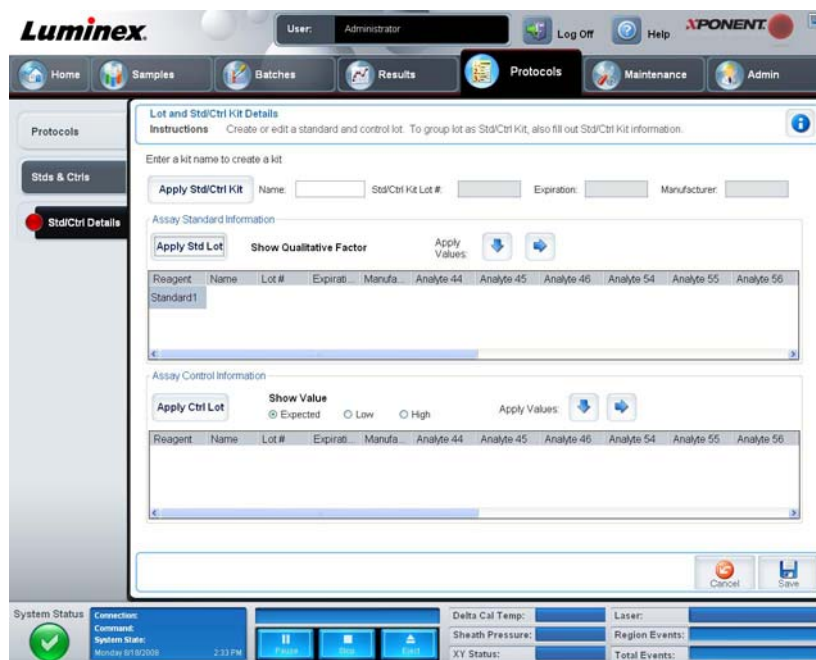 Luminex.
User: Administrator
Log Off
Help
XPONENT
Home
Samples
Batches
Results
Protocols
Maintenance
Admin
Protocols
Stds & Ctrls
Std/Ctrl Details
Lot and Std/Ctrl Kit Details
Instructions Create or edit a standard and control lot. To group lot as Std/Ctrl Kit, also fill out Std/Ctrl Kit information.
Enter a kit name to create a kit
Apply Std/Ctrl Kit Name: Std/Ctrl Kit Lot #: Expiration: Manufacturer:
Assay Standard Information
Apply Std Lot Show Qualitative Factor Apply Values:
Reagent Name Lot # Expirati... Manufa... Analyte 44 Analyte 45 Analyte 46 Analyte 54 Analyte 55 Analyte 56
Standard1
Assay Control Information
Apply Ctrl Lot Show Value Apply Values:
Expected Low High
Reagent Name Lot # Expirati... Manufa... Analyte 44 Analyte 45 Analyte 46 Analyte 54 Analyte 55 Analyte 56
Cancel Save
System Status
Connection:
Command:
System State:
Monday 8/18/2008 2:33 PM
Pause Stop Eject
Delta Cal Temp: Laser:
Sheath Pressure: Region Events:
XY Status: Total Events: